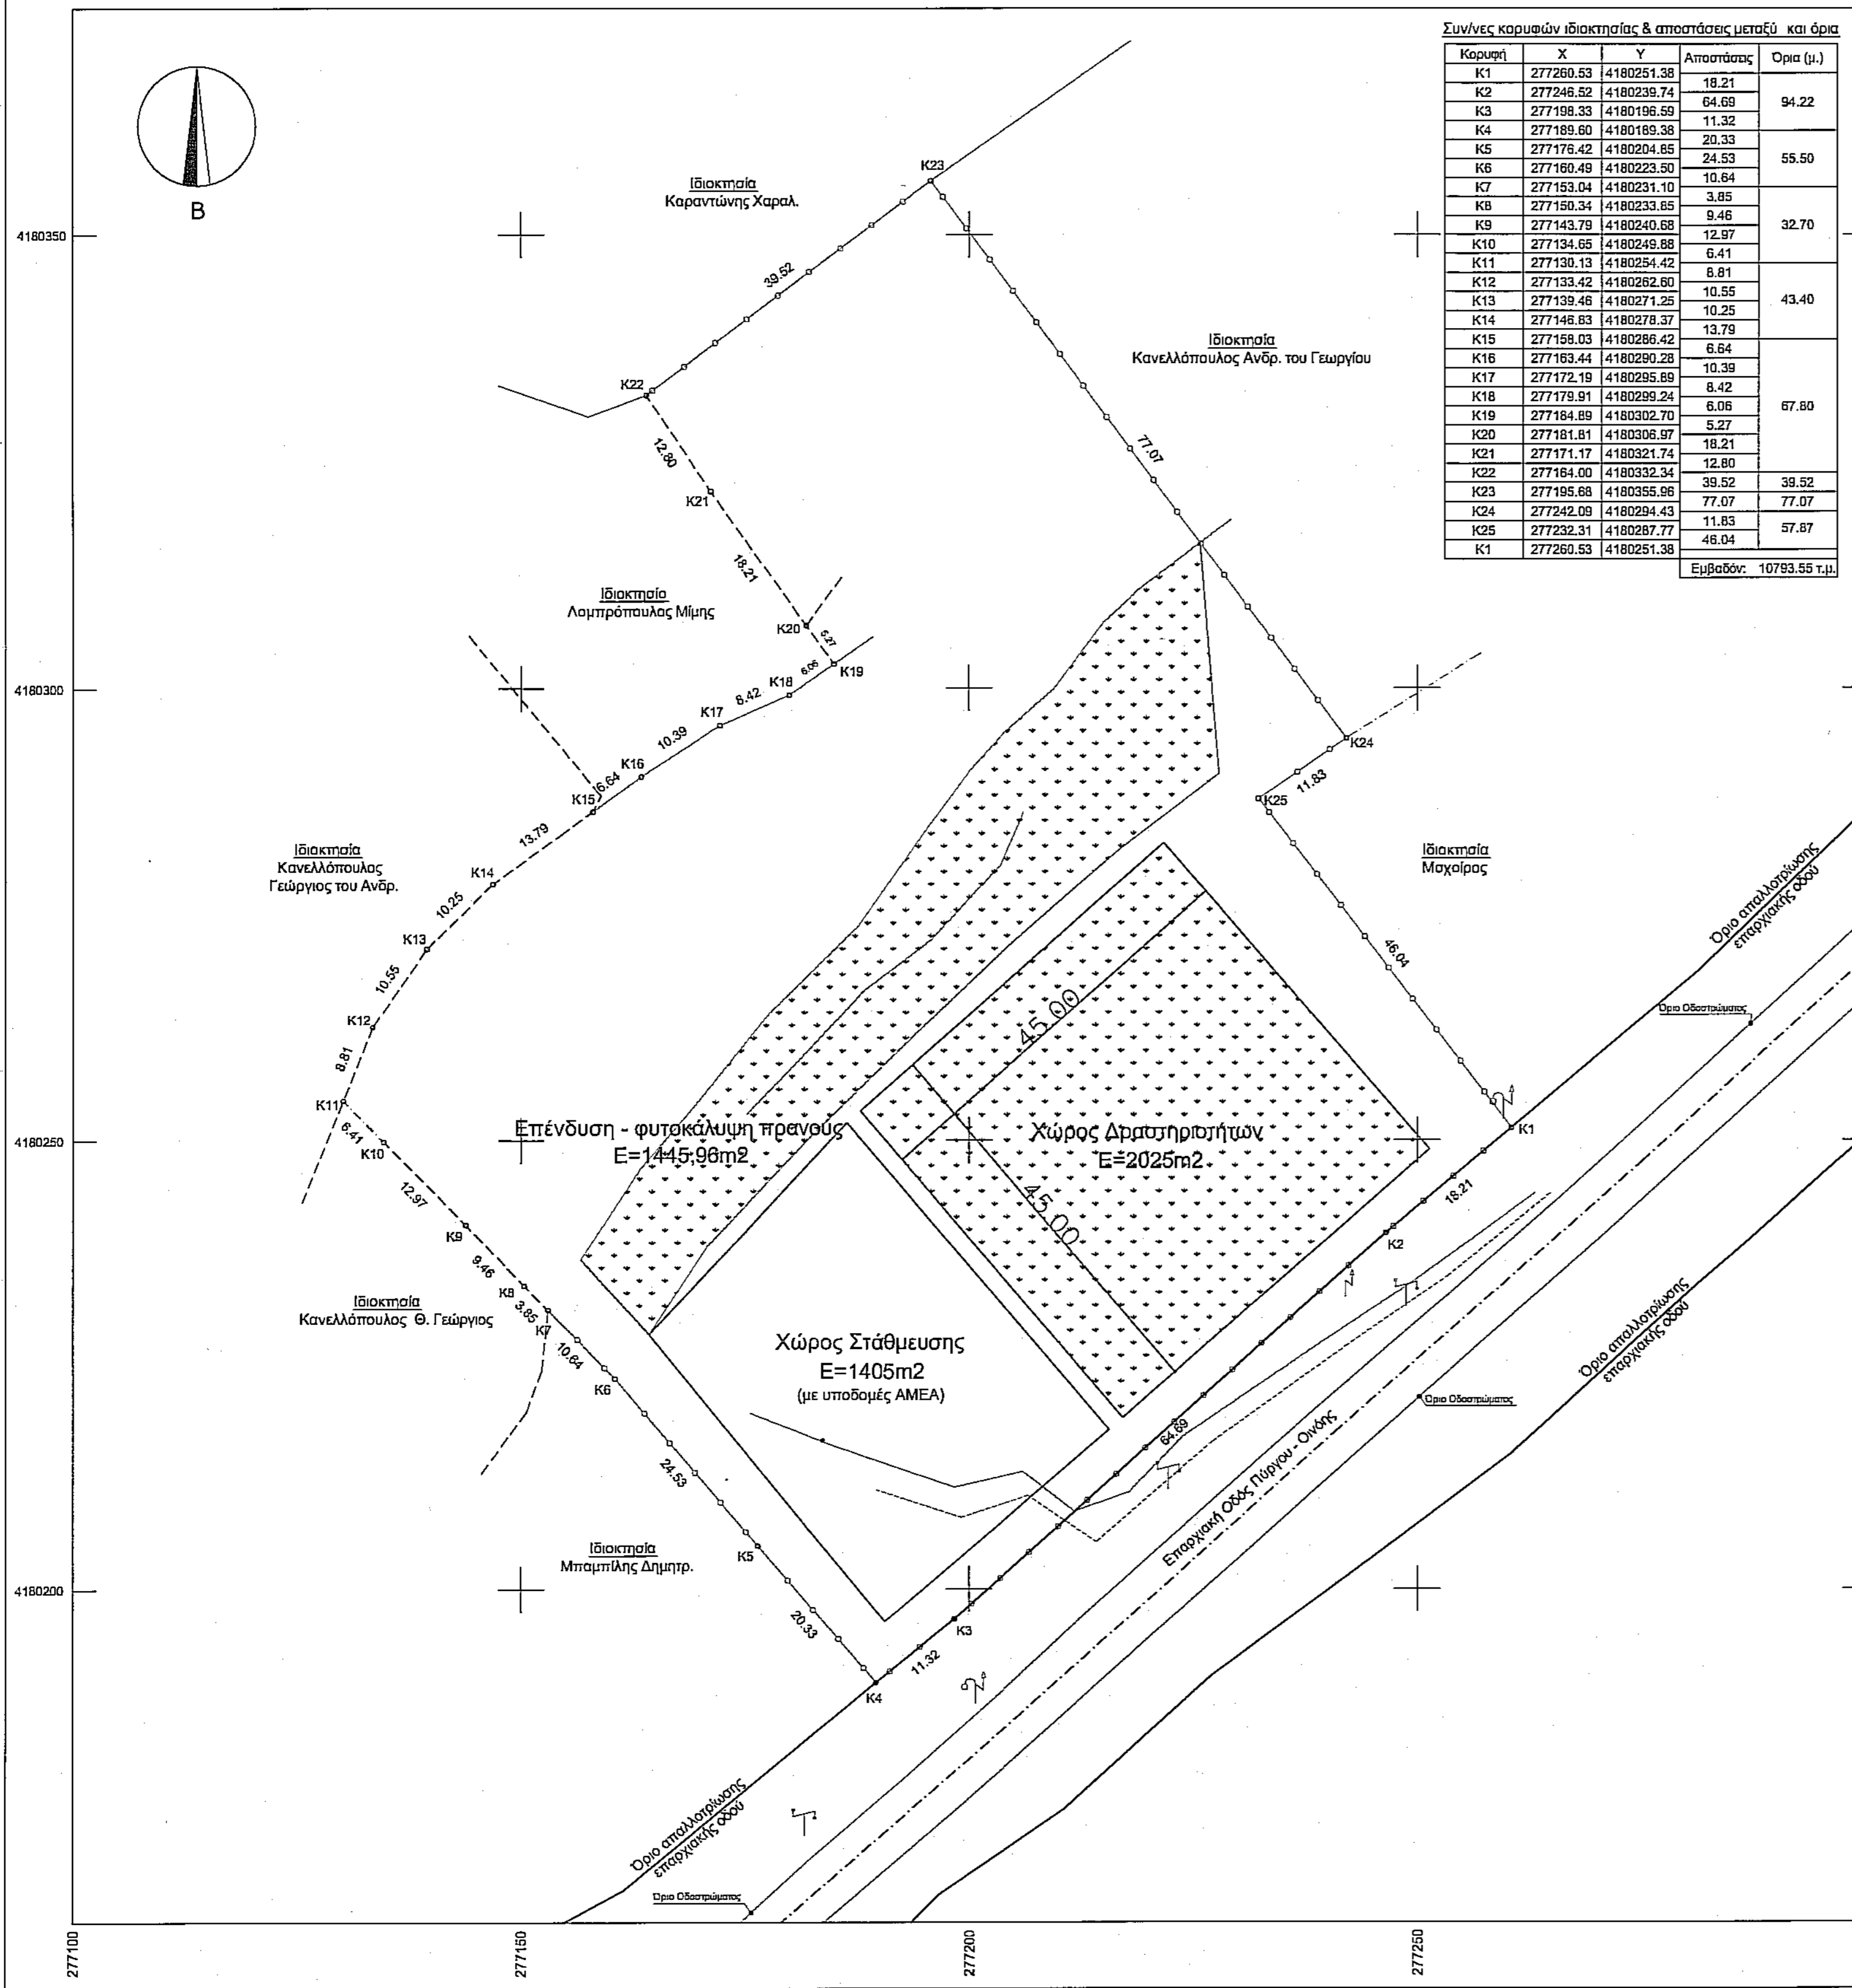 Συν/νες κορυφών ιδιοκτησίας & αποστάσεις μεταξύ και όρια
Κορυφή X Y Αποστάσεις Όρια (μ.)
K1 277260.53 4180251.38
18.21
K2 277246.52 4180239.74
64.69 94.22
K3 277198.33 4180196.59
11.32
K4 277189.60 4180189.38
20.33
K5 277176.42 4180204.85
24.53 55.50
K6 277160.49 4180223.50
10.64
K7 277153.04 4180231.10
3.85
K8 277150.34 4180233.85
9.46 32.70
K9 277143.79 4180240.68
12.97
K10 277134.65 4180249.88
6.41
K11 277130.13 4180254.42
8.81
K12 277133.42 4180262.60
10.55 43.40
K13 277139.46 4180271.25
10.25
K14 277146.83 4180278.37
13.79
K15 277158.03 4180286.42
6.64
K16 277163.44 4180290.28
10.39
K17 277172.19 4180295.89
8.42
K18 277179.91 4180299.24
6.06 67.80
K19 277184.89 4180302.70
5.27
K20 277181.81 4180306.97
18.21
K21 277171.17 4180321.74
12.80
K22 277164.00 4180332.34
39.52 39.52
K23 277195.68 4180355.96
77.07 77.07
K24 277242.09 4180294.43
11.83 57.87
K25 277232.31 4180287.77
46.04
K1 277260.53 4180251.38
Εμβαδόν: 10793.55 τ.μ.
B
K23
Ιδιοκτησία
Καραντώνης Χαραλ.
4180350
39.52
Ιδιοκτησία
Κανελλόπουλος Ανδρ. του Γεωργίου
K22
12.80
77.07
K21
18.21
Ιδιοκτησία
Λαμπρόπουλος Μίμης
K20
5.27
K19
6.06
K18
4180300
8.42
K17
10.39
K24
K16
6.64
11.83
K15
K25
13.79
Ιδιοκτησία
Κανελλόπουλος
Γεώργιος του Ανδρ.
Ιδιοκτησία
Μαχαίρας
K14
10.25
Όριο απαλλοτρίωσης
επαρχιακής οδού
K13
46.04
10.55
45.00
Όριο Οδοστρώματος
K12
8.81
K11
6.41
K10
Επένδυση - φυτοκάλυψη πρανούς
E=1445,96m2
Χώρος Δραστηριοτήτων
E=2025m2
K1
4180250
12.97
18.21
45.00
K9
K2
9.46
K8
3.85
Ιδιοκτησία
Κανελλόπουλος Θ. Γεώργιος
K7
10.64
Χώρος Στάθμευσης
E=1405m2
(με υποδομές ΑΜΕΑ)
Όριο απαλλοτρίωσης
επαρχιακής οδού
K6
Όριο Οδοστρώματος
64.69
24.53
Επαρχιακή Οδός Πύργου - Οινόης
K5
Ιδιοκτησία
Μπαμπίλης Δημητρ.
4180200
20.33
K3
11.32
K4
Όριο απαλλοτρίωσης
επαρχιακής οδού
Όριο Οδοστρώματος
277100
277150
277200
277250